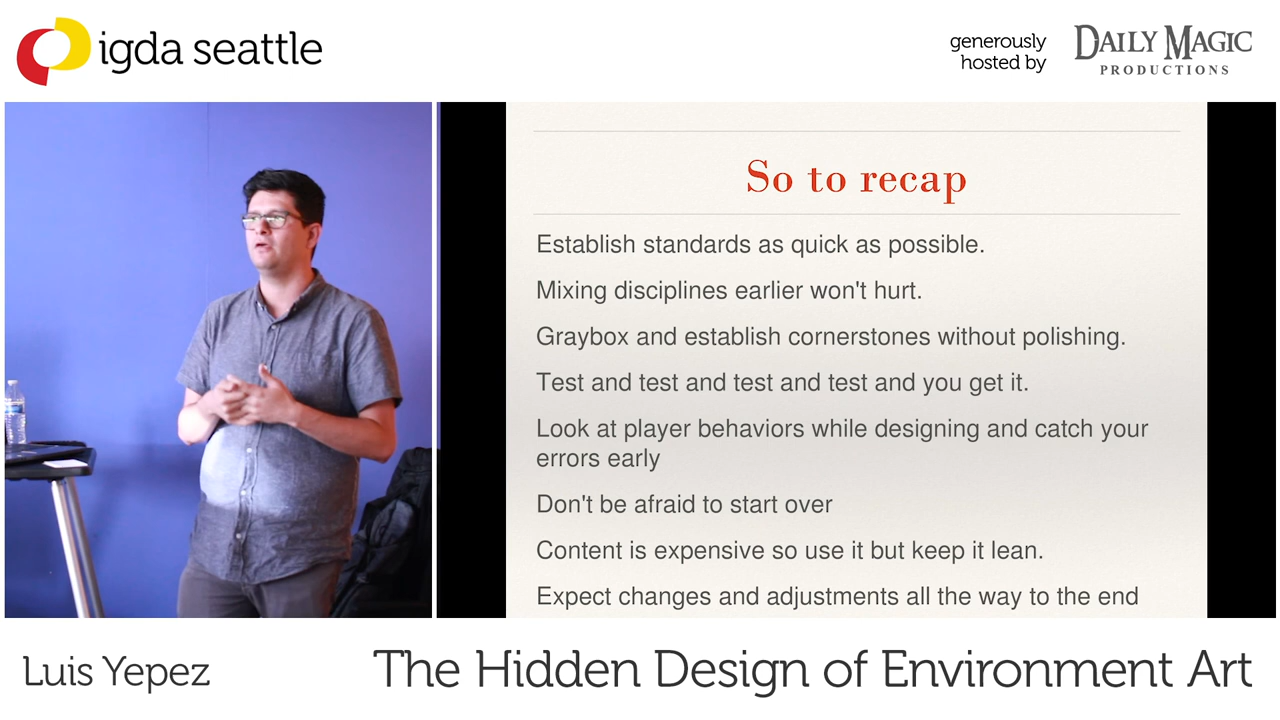 igda seattle
generously
hosted by
DAILY MAGIC
PRODUCTIONS
So to recap
Establish standards as quick as possible.
Mixing disciplines earlier won't hurt.
Graybox and establish cornerstones without polishing.
Test and test and test and test and you get it.
Look at player behaviors while designing and catch your
errors early
Don't be afraid to start over
Content is expensive so use it but keep it lean.
Expect changes and adjustments all the way to the end
Luis Yepez
The Hidden Design of Environment Art